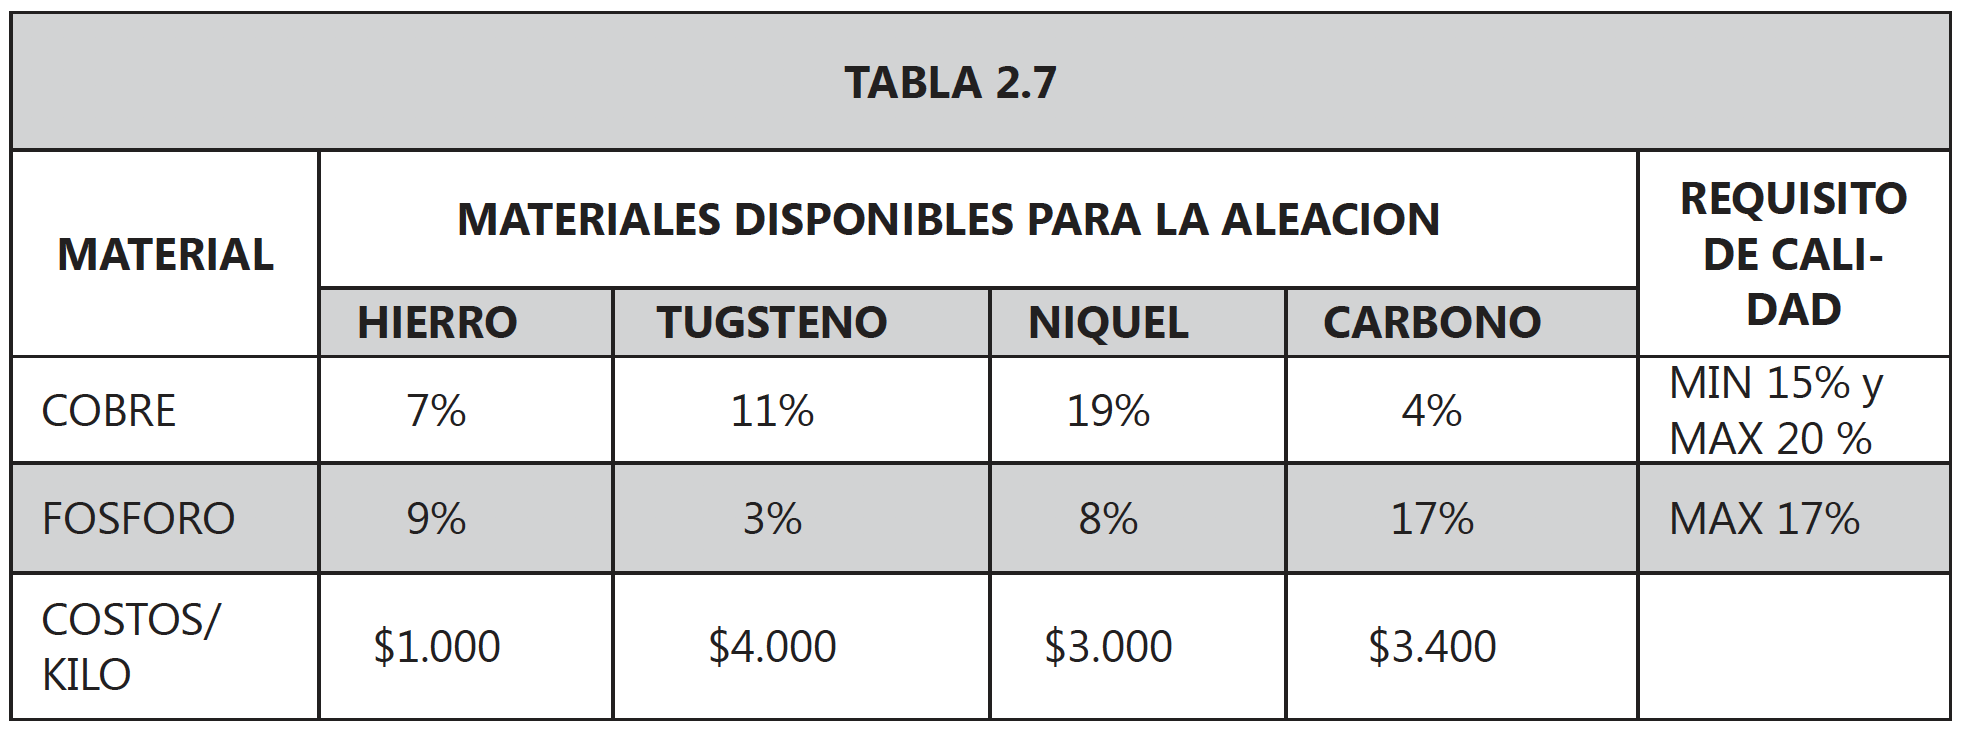 TABLA 2.7
MATERIAL
MATERIALES DISPONIBLES PARA LA ALEACION
REQUISITO
DE CALI-
DAD
HIERRO
TUGSTENO
NIQUEL
CARBONO
COBRE
7%
11%
19%
4%
MIN 15% y
MAX 20 %
FOSFORO
9%
3%
8%
17%
MAX 17%
COSTOS/
KILO
$1.000
$4.000
$3.000
$3.400